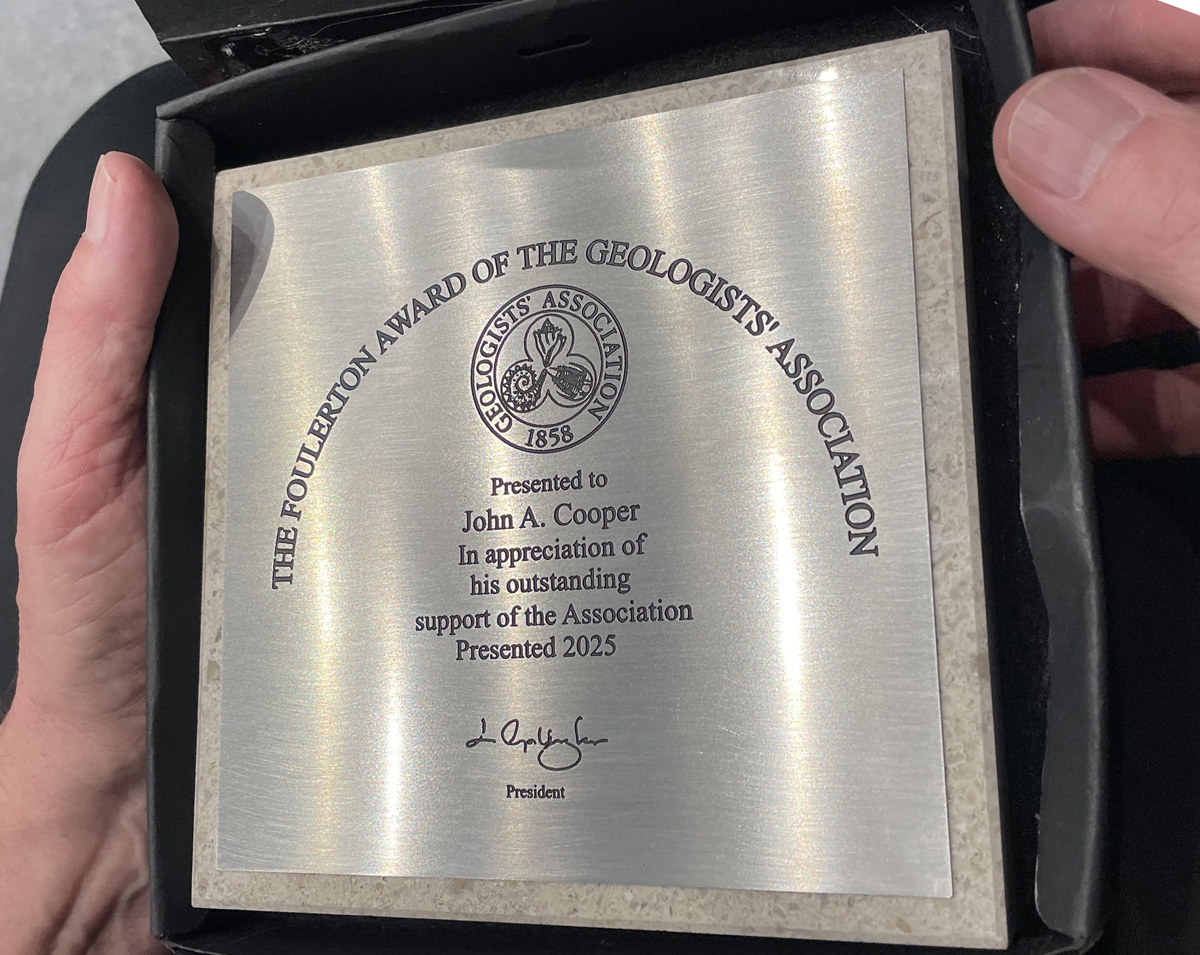 THE FOULERTON AWARD OF THE GEOLOGISTS' ASSOCIATION
GEOLOGISTS' ASSOCIATION
1858
Presented to
John A. Cooper
In appreciation of
his outstanding
support of the Association
Presented 2025
President